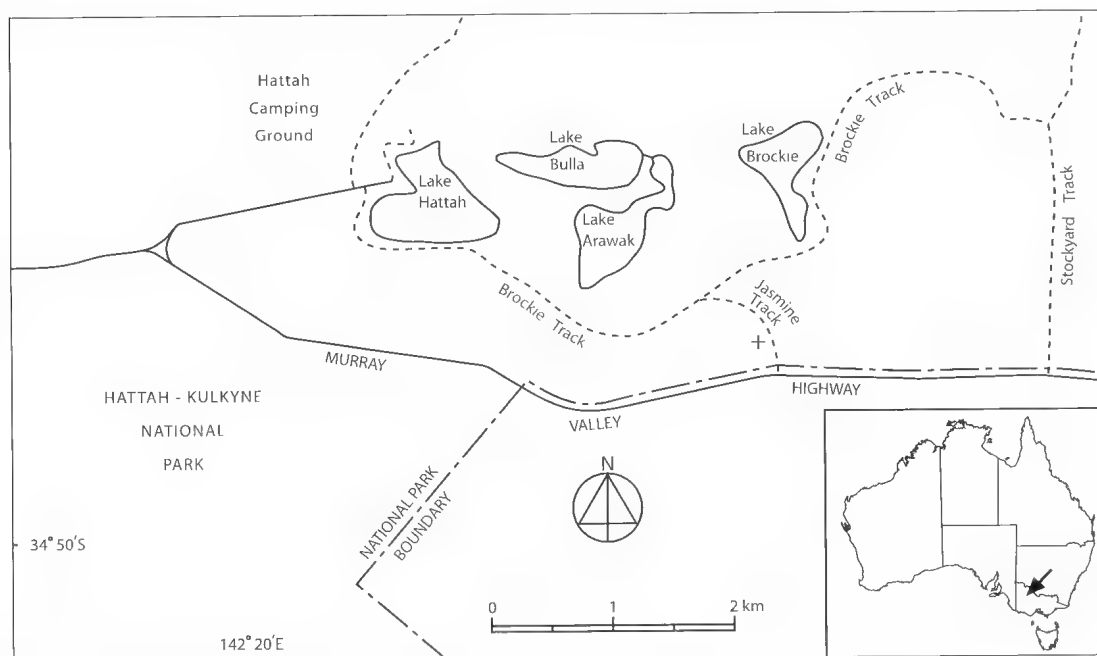 Hattah
Camping
Ground
Lake
Hattah
Lake
Bulla
Lake
Arawak
Lake
Brockie
Brockie Track
Stockyard Track
Brockie Track
Jasmine
Track
MURRAY
VALLEY
HIGHWAY
HATTAH - KULKYNE
NATIONAL
PARK
NATIONAL PARK
BOUNDARY
N
34°50'S
142°20'E
0 1 2 km